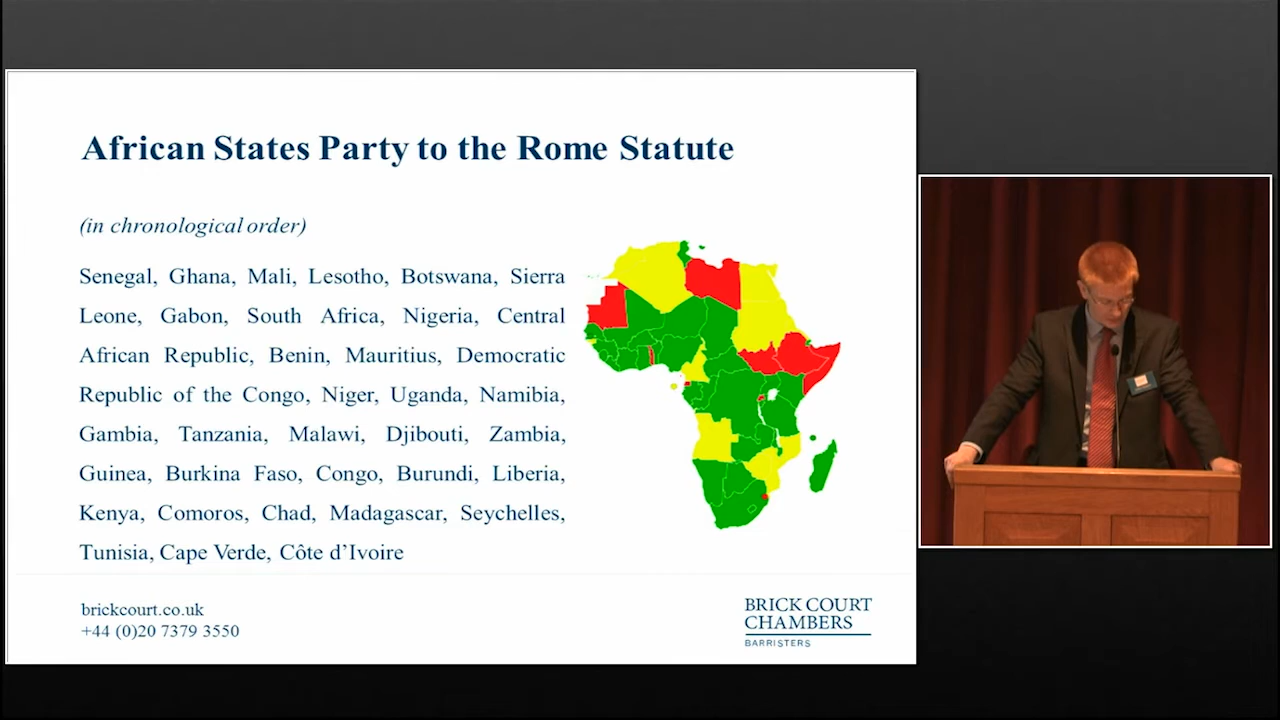 African States Party to the Rome Statute
(in chronological order)
Senegal, Ghana, Mali, Lesotho, Botswana, Sierra
Leone, Gabon, South Africa, Nigeria, Central
African Republic, Benin, Mauritius, Democratic
Republic of the Congo, Niger, Uganda, Namibia,
Gambia, Tanzania, Malawi, Djibouti, Zambia,
Guinea, Burkina Faso, Congo, Burundi, Liberia,
Kenya, Comoros, Chad, Madagascar, Seychelles,
Tunisia, Cape Verde, Côte d’Ivoire
brickcourt.co.uk
+44 (0)20 7379 3550
BRICK COURT
CHAMBERS
BARRISTERS